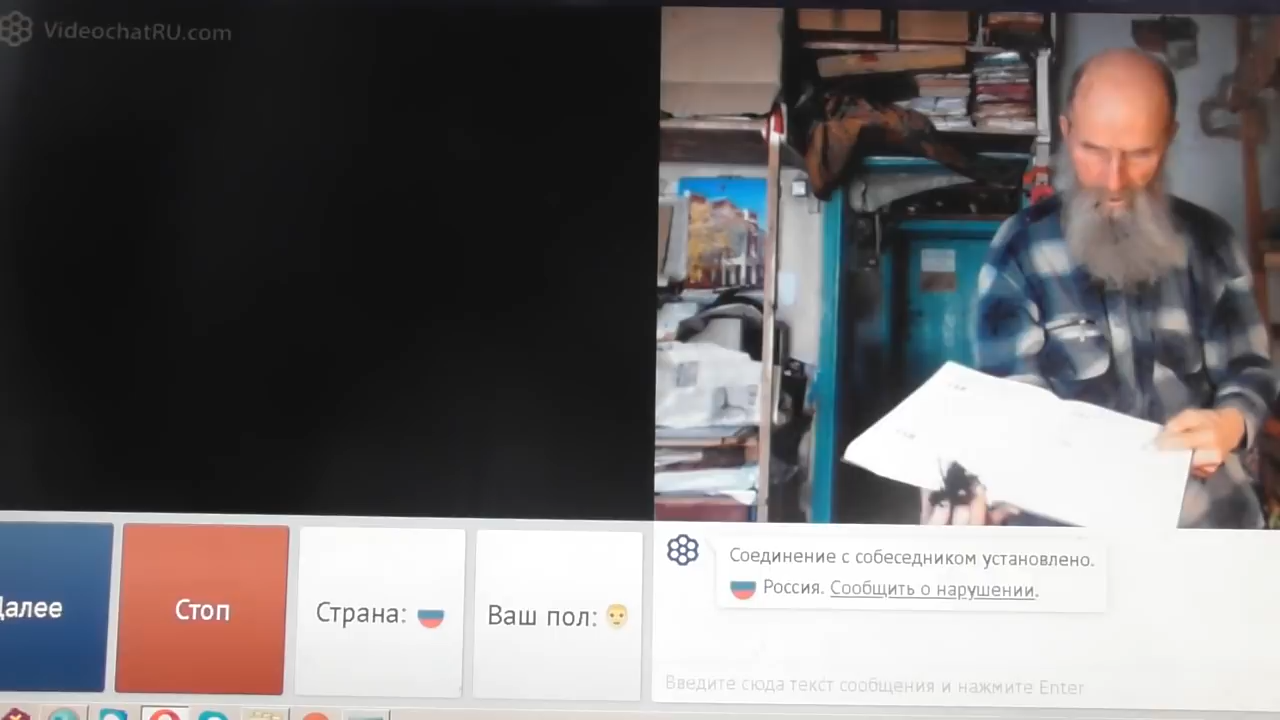 VideochatRU.com
Соединение с собеседником установлено.
Россия. Сообщить о нарушении.
Далее
Стоп
Страна:
Ваш пол:
Введите сюда текст сообщения и нажмите Enter